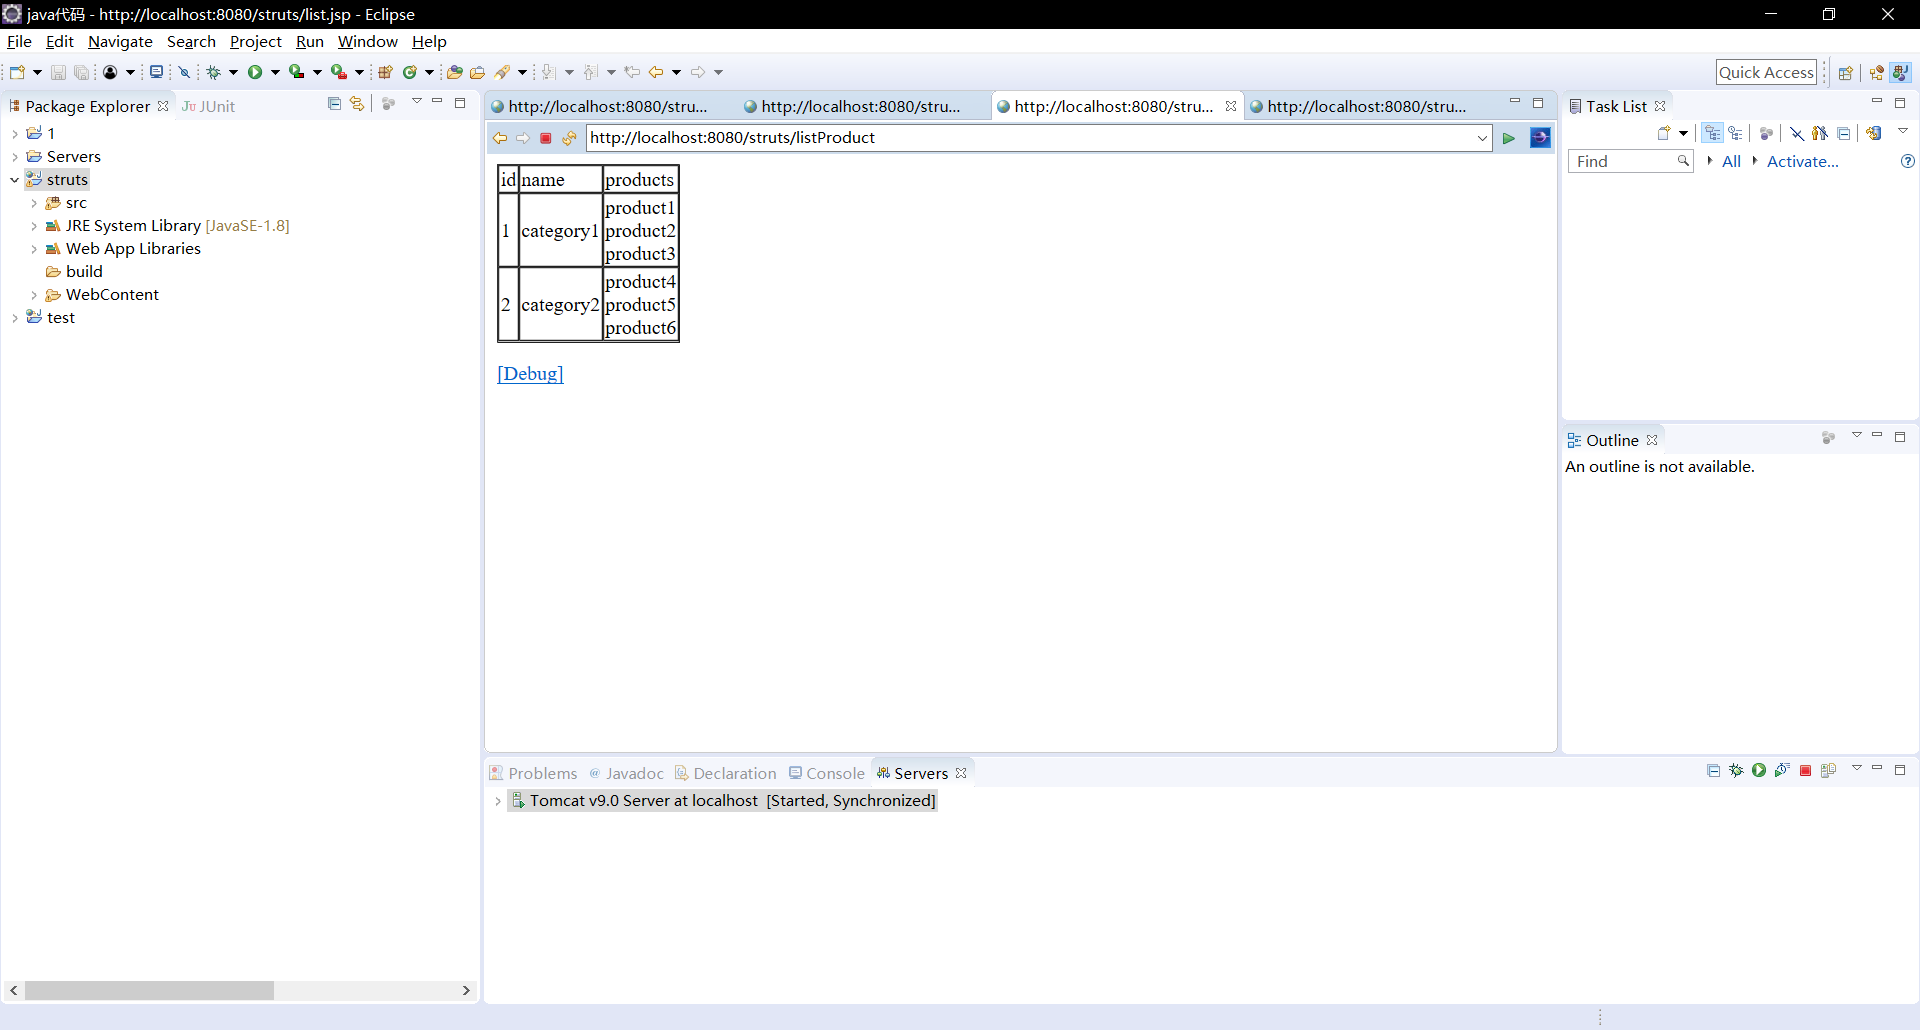 java代码 - http://localhost:8080/struts/list.jsp - Eclipse
File Edit Navigate Search Project Run Window Help
Quick Access
Package Explorer
Ju JUnit
1
Servers
struts
src
JRE System Library [JavaSE-1.8]
Web App Libraries
build
WebContent
test
http://localhost:8080/stru...
http://localhost:8080/stru...
http://localhost:8080/stru...
http://localhost:8080/stru...
http://localhost:8080/struts/listProduct
id name products
1 category1 product1
product2
product3
2 category2 product4
product5
product6
[Debug]
Task List
Find
All
Activate...
Outline
An outline is not available.
Problems @ Javadoc Declaration Console Servers
Tomcat v9.0 Server at localhost [Started, Synchronized]